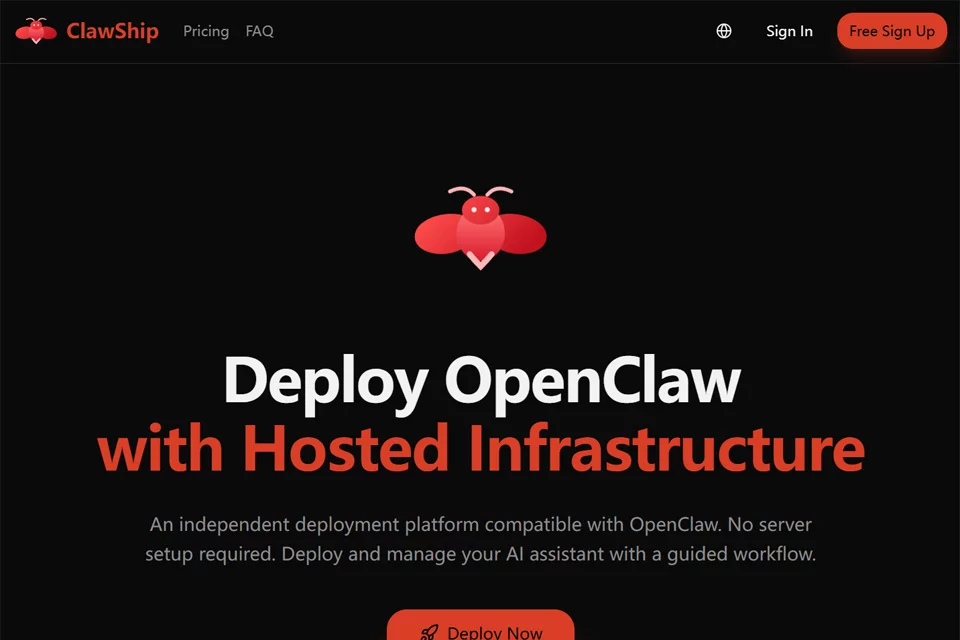 ClawShip
Pricing
FAQ
Sign In
Free Sign Up
Deploy OpenClaw
with Hosted Infrastructure
An independent deployment platform compatible with OpenClaw. No server
setup required. Deploy and manage your AI assistant with a guided workflow.
Deploy Now